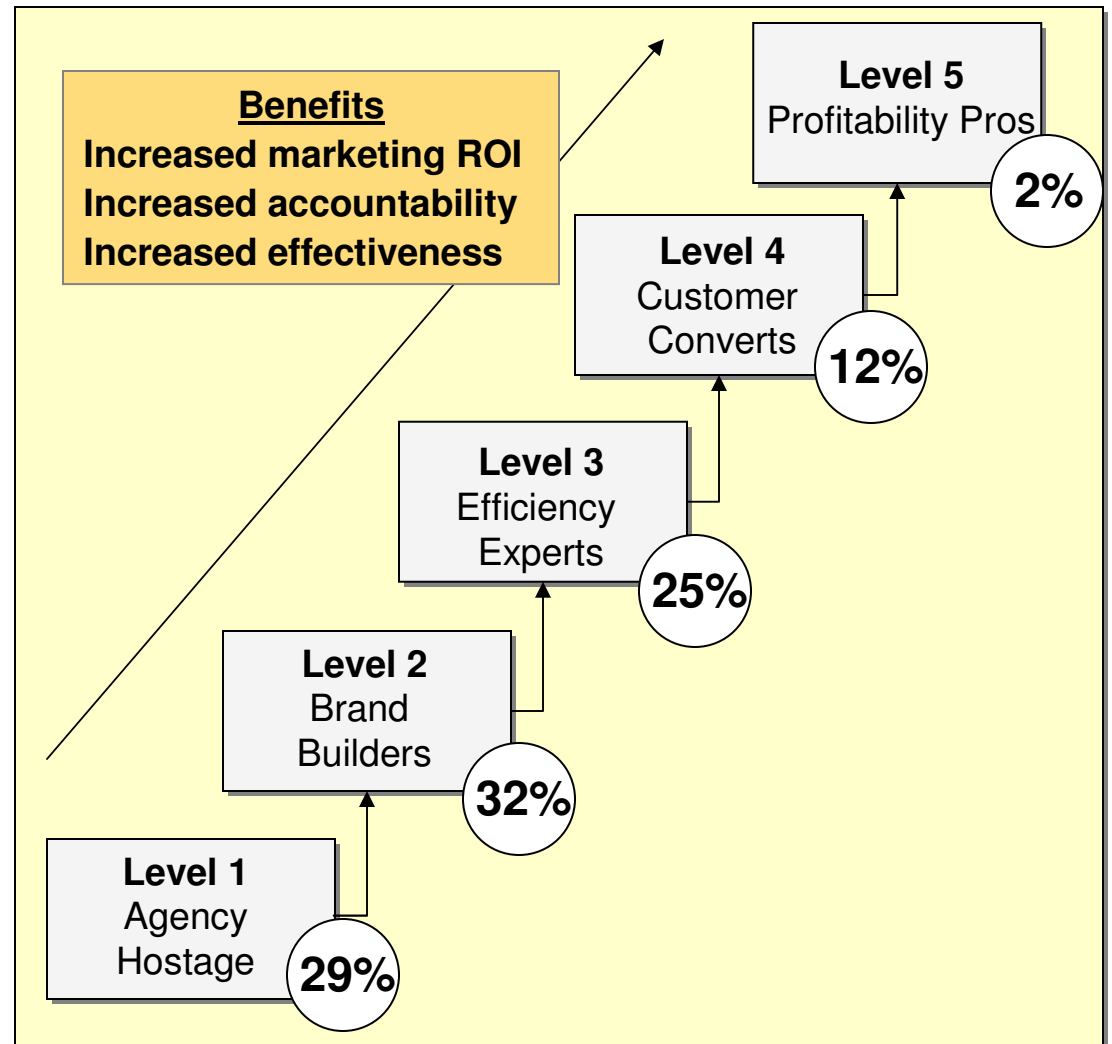 Benefits
Increased marketing ROI
Increased accountability
Increased effectiveness
Level 5
Profitability Pros
2%
Level 4
Customer
Converts
12%
Level 3
Efficiency
Experts
25%
Level 2
Brand
Builders
32%
Level 1
Agency
Hostage
29%